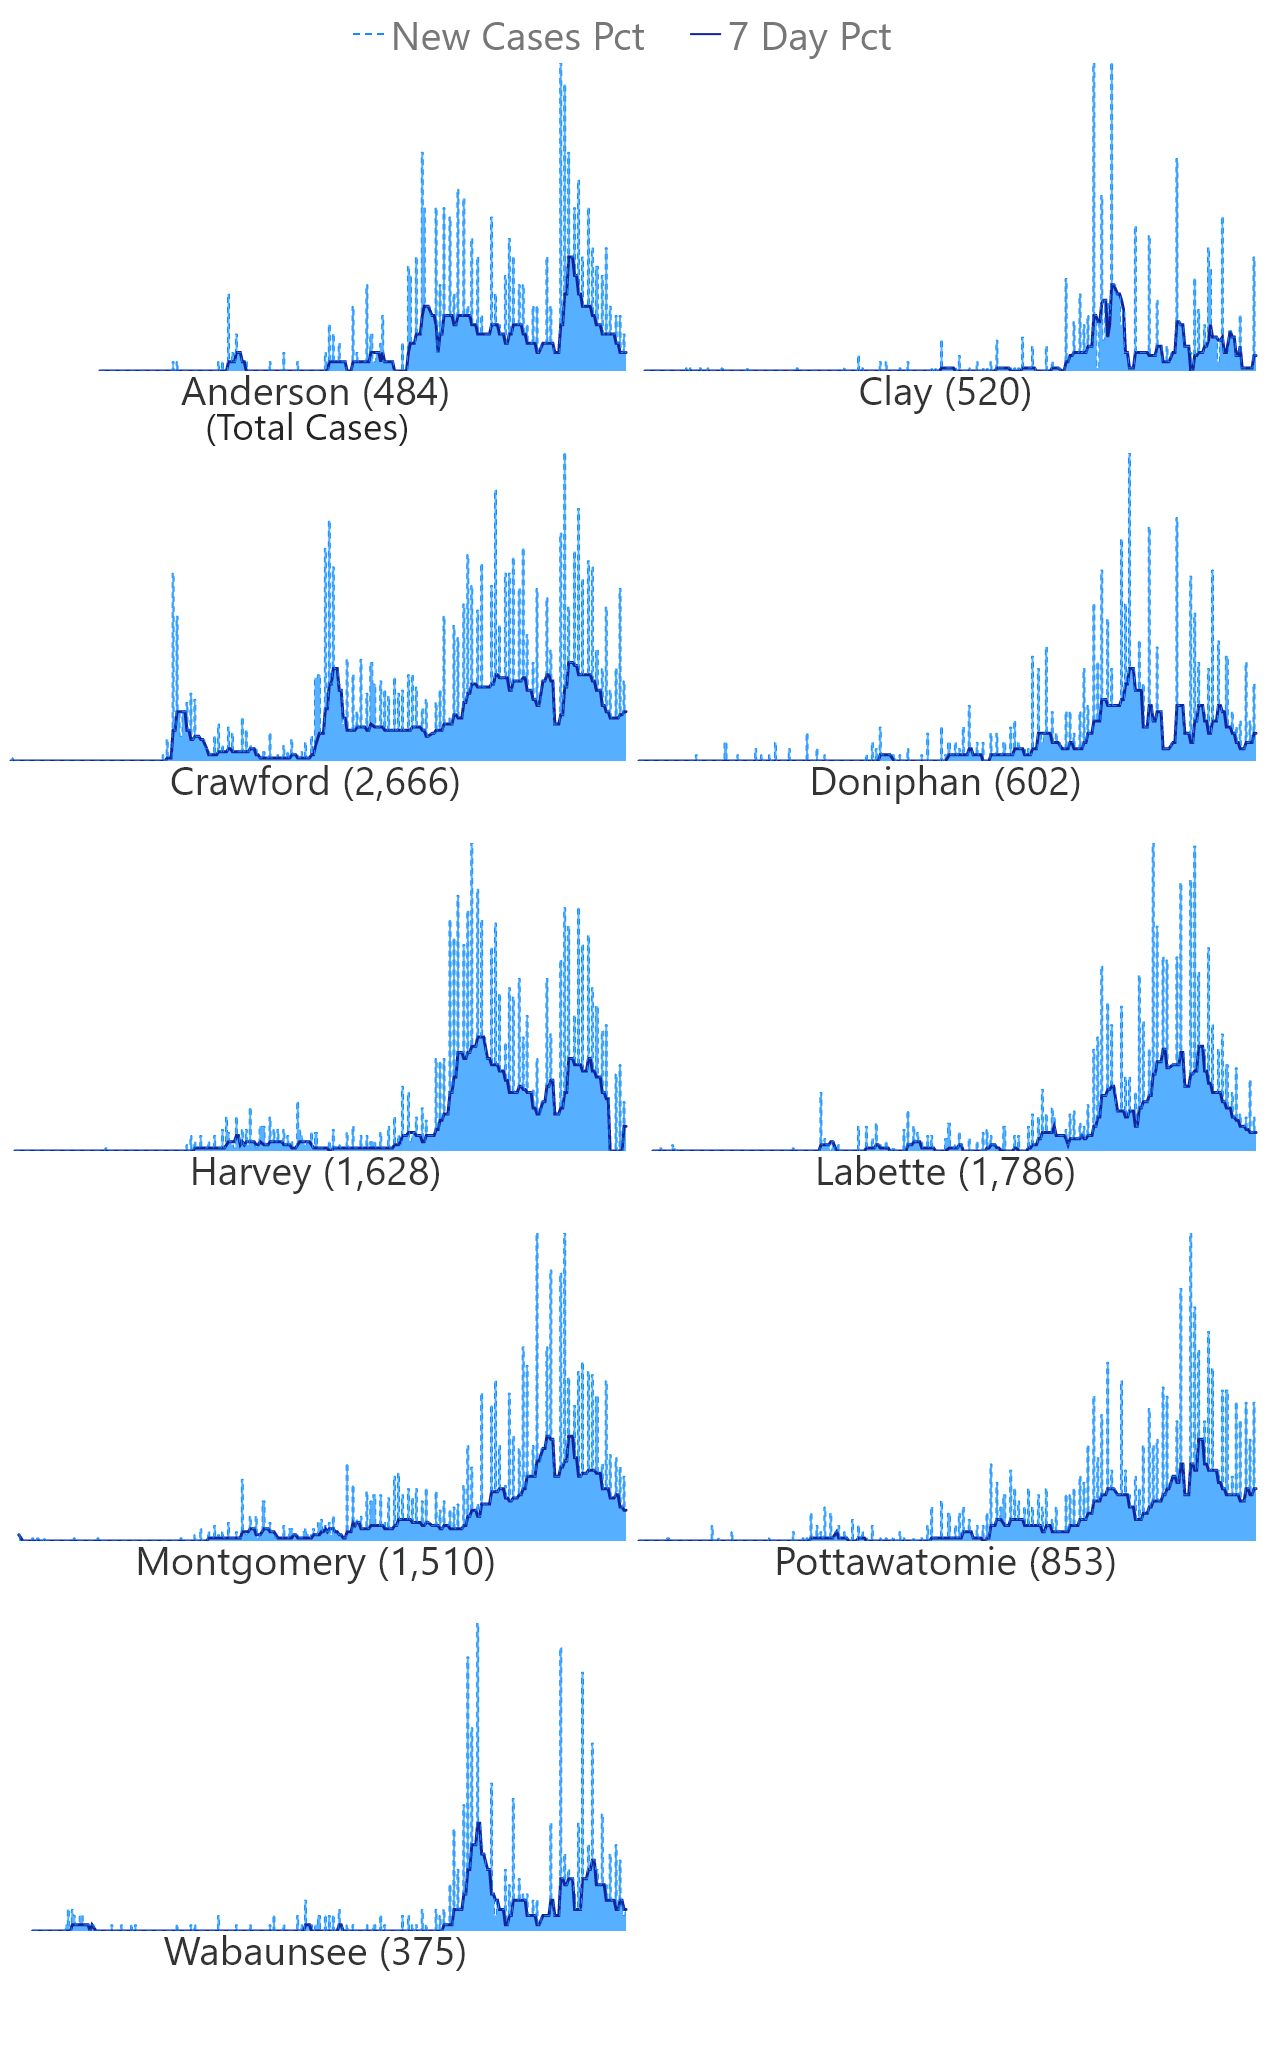 New Cases Pct 7 Day Pct
Anderson (484) Clay (520)
(Total Cases)
Crawford (2,666) Doniphan (602)
Harvey (1,628) Labette (1,786)
Montgomery (1,510) Pottawatomie (853)
Wabaunsee (375)